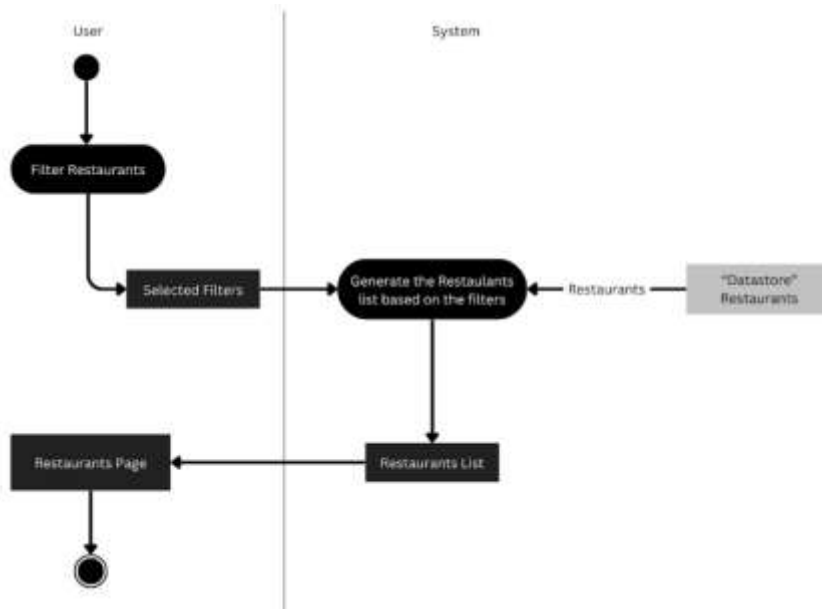 User
System
Filter Restaurants
Selected Filters
Generate the Restaulants
list based on the filters
Restaurants
"Datastore"
Restaurants
Restaurants Page
Restaurants List